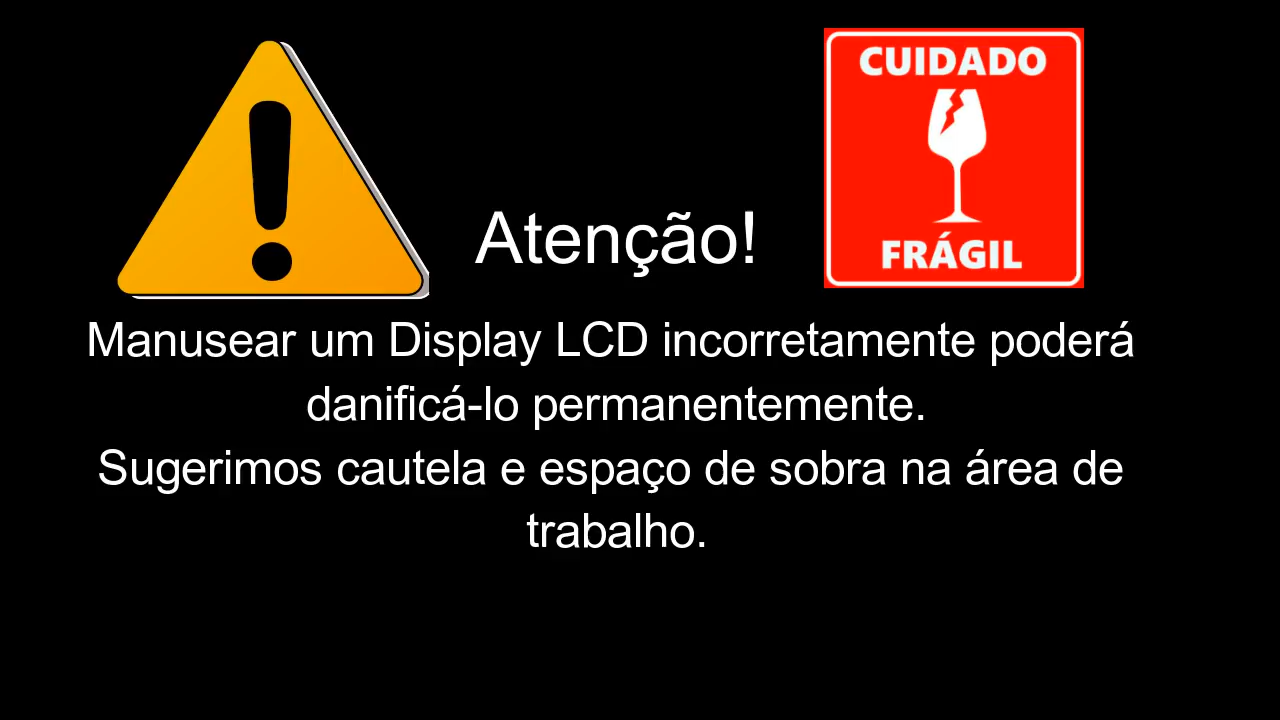 CUIDADO
FRÁGIL
Atenção!
Manusear um Display LCD incorretamente poderá
danificá-lo permanentemente.
Sugerimos cautela e espaço de sobra na área de
trabalho.